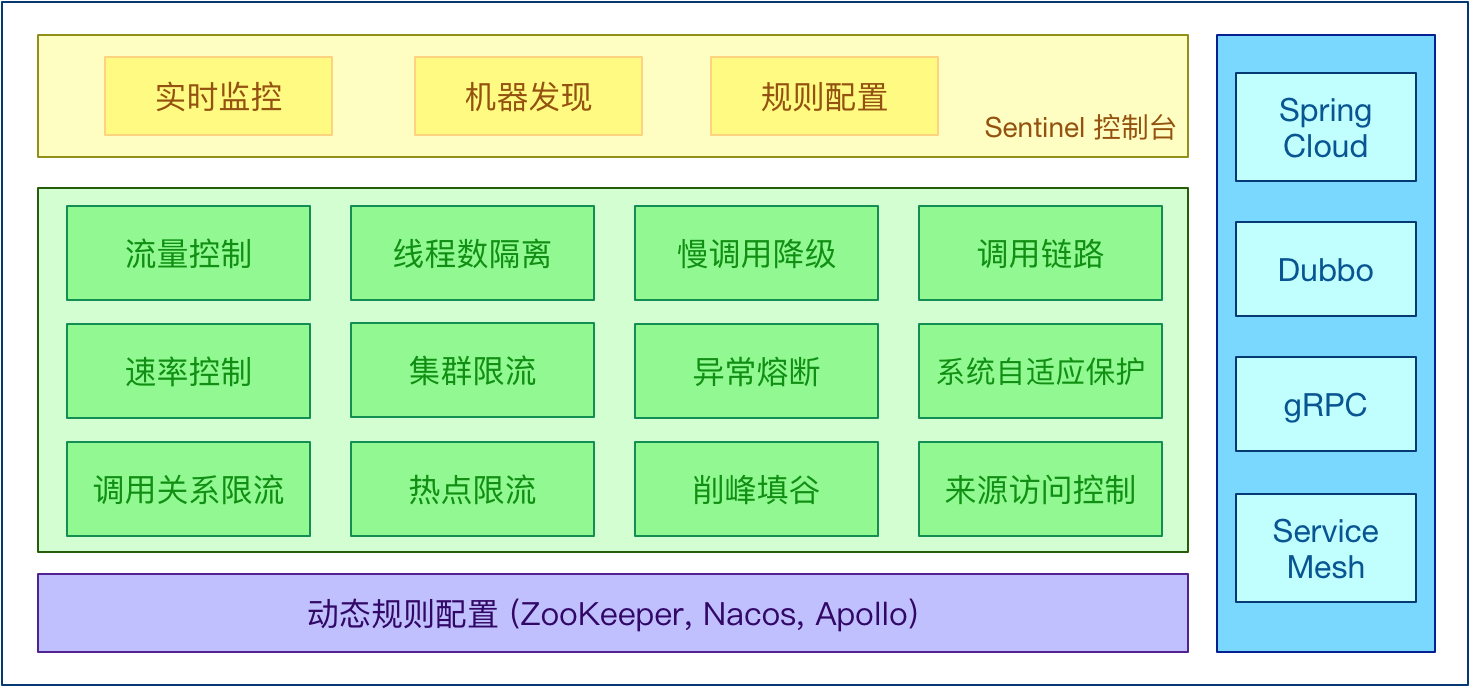 实时监控
机器发现
规则配置
Sentinel 控制台
流量控制
线程数隔离
慢调用降级
调用链路
速率控制
集群限流
异常熔断
系统自适应保护
调用关系限流
热点限流
削峰填谷
来源访问控制
动态规则配置 (ZooKeeper, Nacos, Apollo)
Spring
Cloud
Dubbo
gRPC
Service
Mesh